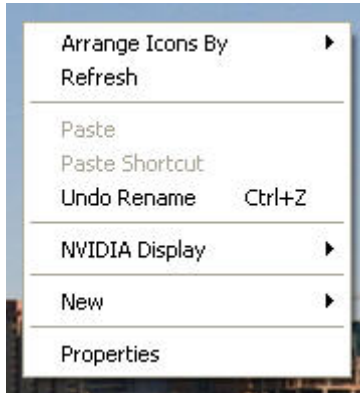 Arrange Icons By
Refresh
Paste
Paste Shortcut
Undo Rename Ctrl+Z
NVIDIA Display
New
Properties